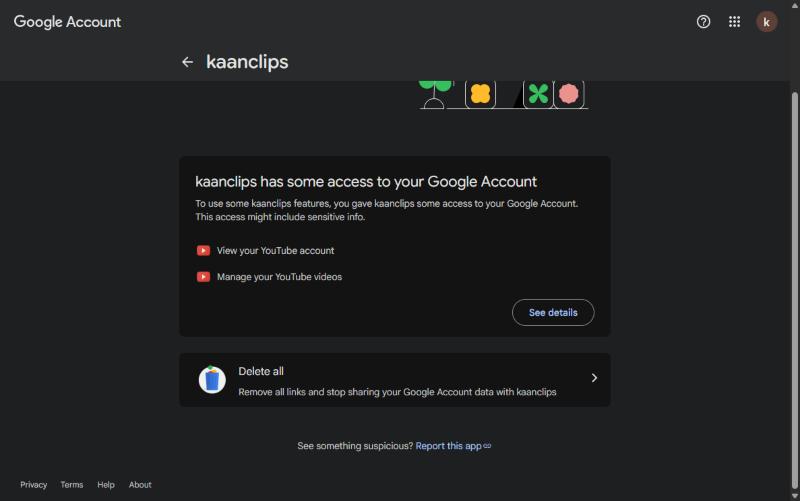 Google Account
k
kaanclips
kaanclips has some access to your Google Account
To use some kaanclips features, you gave kaanclips some access to your Google Account.
This access might include sensitive info.
View your YouTube account
Manage your YouTube videos
See details
Delete all
Remove all links and stop sharing your Google Account data with kaanclips
See something suspicious? Report this app
Privacy Terms Help About